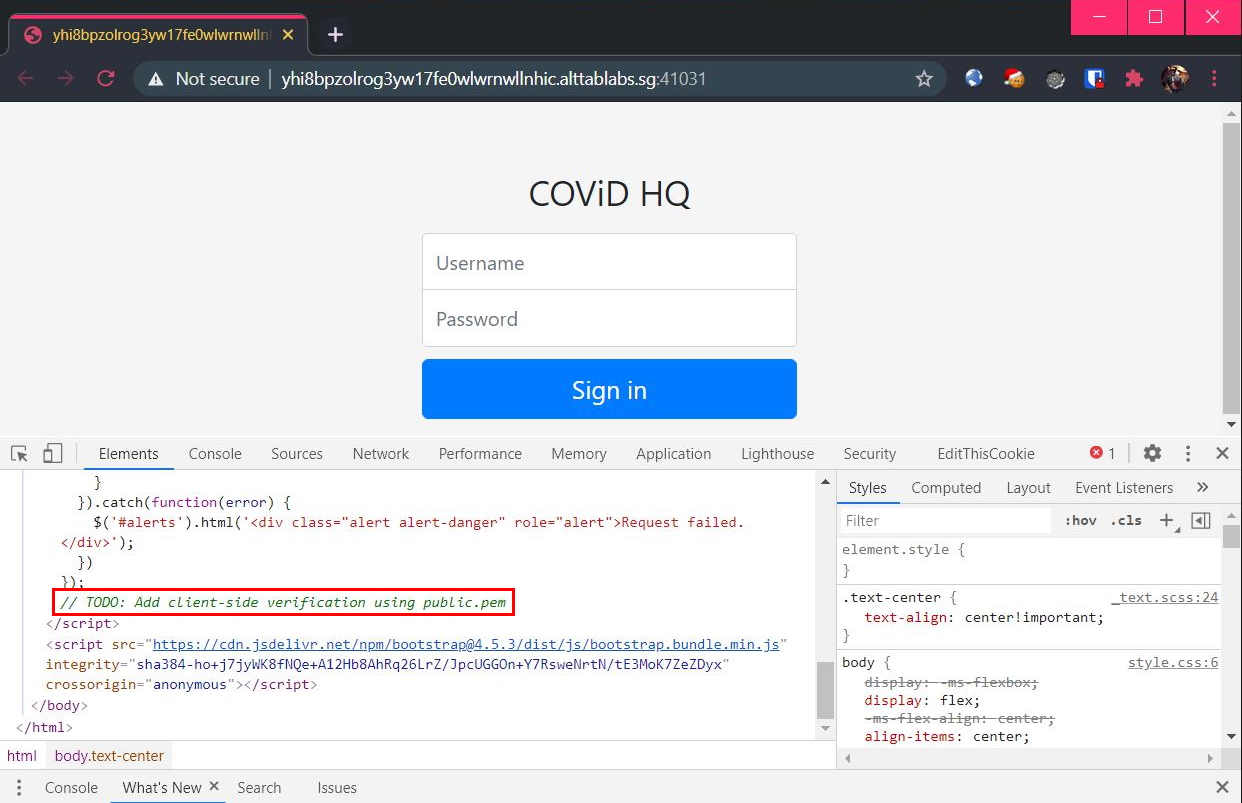 yhi8bpzolrog3yw17fe0wlwrnwllnl
Not secure | yhi8bpzolrog3yw17fe0wlwrnwllnhic.alttablabs.sg:41031
COViD HQ
Username
Password
Sign in
Elements Console Sources Network Performance Memory Application Lighthouse Security EditThisCookie 1
}
}).catch(function(error) {
$('#alerts').html('<div class="alert alert-danger" role="alert">Request failed.
</div>');
})
});
// TODO: Add client-side verification using public.pem
</script>
<script src="https://cdn.jsdelivr.net/npm/bootstrap@4.5.3/dist/js/bootstrap.bundle.min.js"
integrity="sha384-ho+j7jyWK8fNQe+A12Hb8AhRq26LrZ/JpcUGGOn+Y7RsweNrtN/tE3MoK7ZeZDyx"
crossorigin="anonymous"></script>
</body>
</html>
html body.text-center
Styles Computed Layout Event Listeners »
Filter :hov .cls +
element.style {
}
.text-center { _text.scss:24
text-align: center!important;
}
body { style.css:6
display: -ms-flexbox;
display: flex;
-ms-flex-align: center;
align-items: center;
Console What's New Search Issues